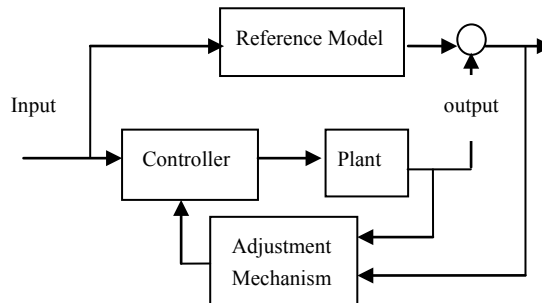 Reference Model
Input
output
Controller
Plant
Adjustment
Mechanism